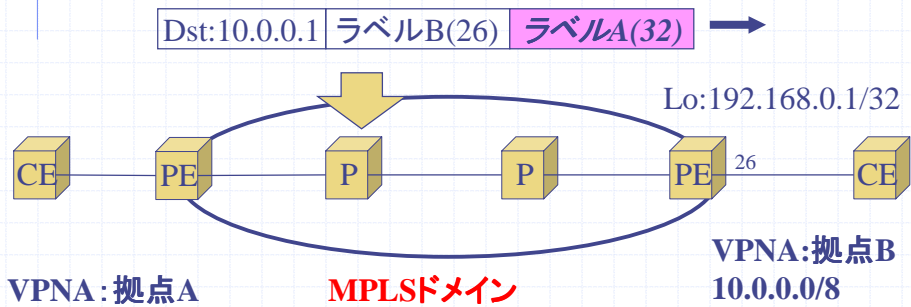 Dst:10.0.0.1 ラベルB(26) ラベルA(32)
Lo:192.168.0.1/32
CE PE P P PE 26 CE
VPNA:拠点A
MPLSドメイン
VPNA:拠点B
10.0.0.0/8